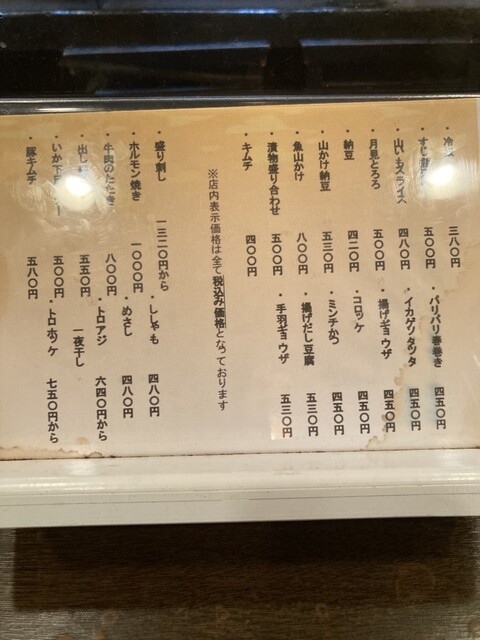 ・冷奴 三八〇円
五〇〇円
・山いもスライス 四八〇円
・月見とろろ 五〇〇円
・納豆 四二〇円
・山かけ納豆 五三〇円
・魚山かけ 八〇〇円
・漬物盛り合わせ 五〇〇円
・キムチ 四〇〇円
・パリパリ春巻き 四五〇円
・イカゲソタツタ 四五〇円
・揚げギョウザ 四五〇円
・コロッケ 四五〇円
・ミンチかつ 四五〇円
・揚げだし豆腐 五三〇円
・手羽ギョウザ 五三〇円
※店内表示価格は全て税込み価格となっております
・盛り刺し 一三二〇円から
・ホルモン焼き 一〇〇〇円
・牛肉のたたき 八〇〇円
・出し 五五〇円
・いか下足 五〇〇円
・豚キムチ 五八〇円
・ししゃも 四八〇円
・めさし 四八〇円
・トロアジ 六四〇円から
一夜干し
・トロホッケ 七五〇円から